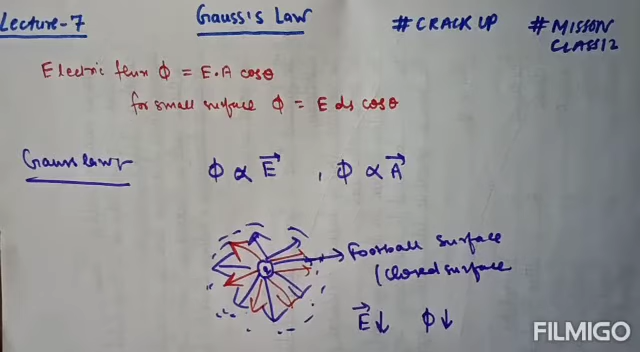 Lecture-7 Gauss's Law #CRACK UP #MISSON CLASS12
Electric flux ϕ = E.A cosθ
for small surface ϕ = E ds cosθ
Gauss law ϕ ∝ E⃗ , ϕ ∝ A⃗
Football surface
(closed surface
E⃗↓ ϕ↓
FILMIGO